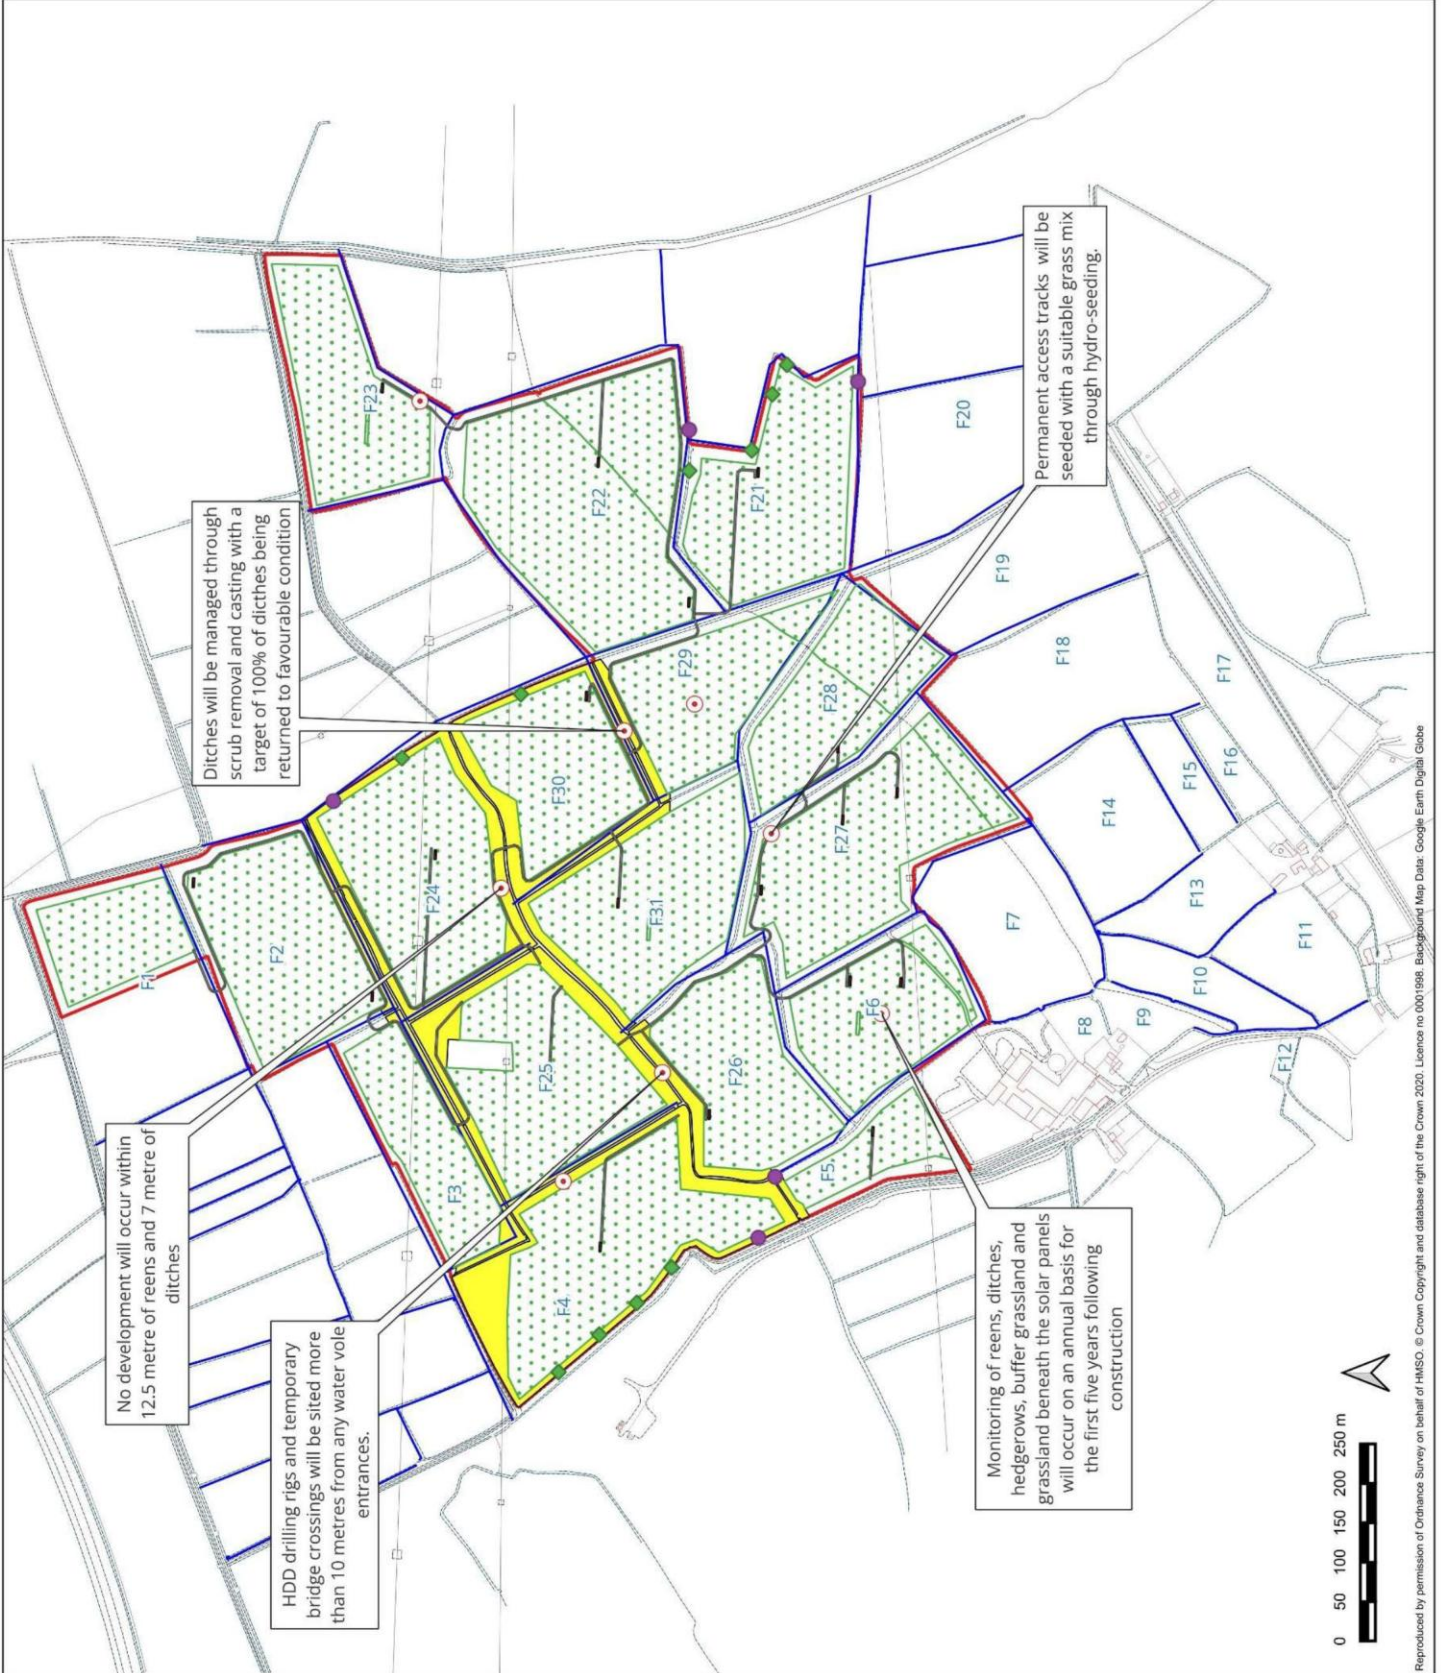 No development will occur within
12.5 metre of reens and 7 metre of
ditches
F1
Ditches will be managed through
scrub removal and casting with a
target of 100% of dicthes being
returned to favourable condition
F2
HDD drilling rigs and temporary
bridge crossings will be sited more
than 10 metres from any water vole
entrances.
F23
F24
F3
F25
F30
F4
F22
F31
F29
F26
F21
F5
F28
F27
F6
F20
Monitoring of reens, ditches,
hedgerows, buffer grassland and
grassland beneath the solar panels
will occur on an annual basis for
the first five years following
construction
F19
F7
Permanent access tracks will be
seeded with a suitable grass mix
through hydro-seeding.
F18
F8
F14
F9
F15
F13
F10
F17
F16
F12
F11
0 50 100 150 200 250 m
Reproduced by permission of Ordnance Survey on behalf of HMSO. © Crown Copyright and database right of the Crown 2020. Licence no 0001998. Background Map Data: Google Earth Digital Globe